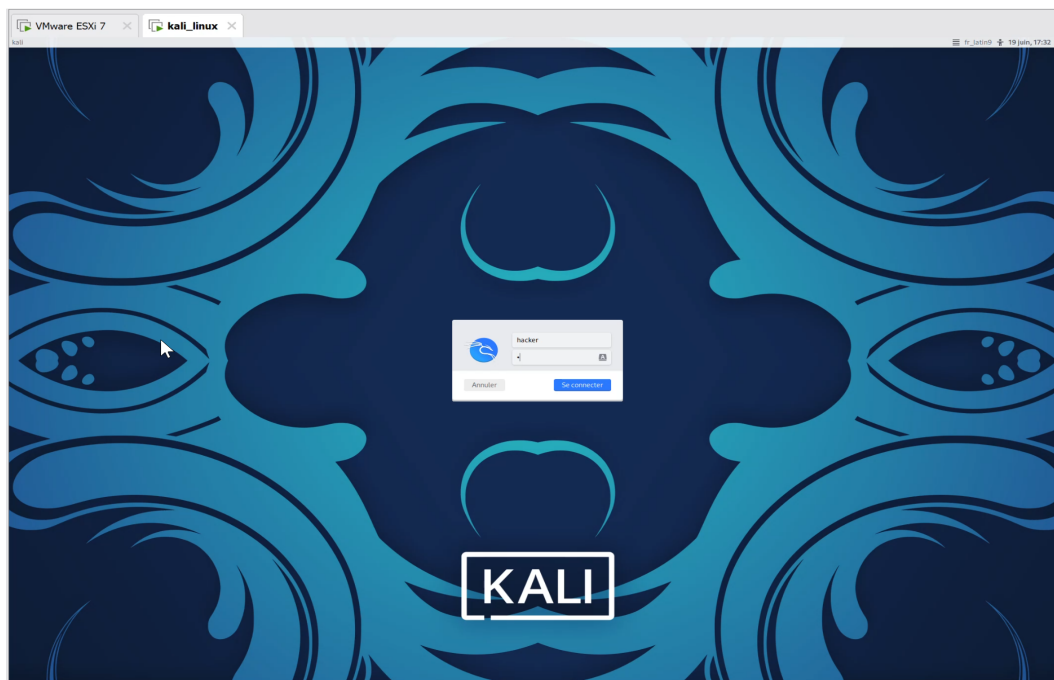 VMware ESXi 7 kali_linux
kali fr_latin9 19 juin, 17:32
hacker
Annuler Se connecter
KALI